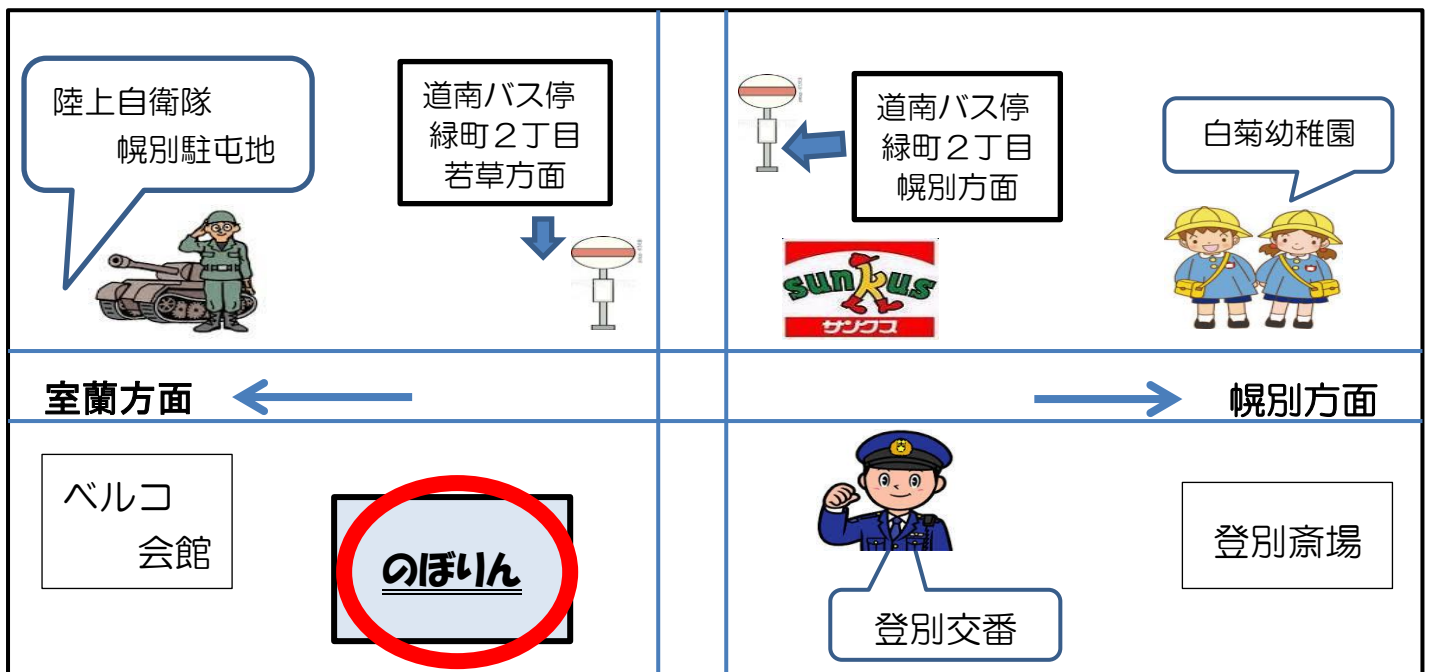 陸上自衛隊
幌別駐屯地
道南バス停
緑町２丁目
若草方面
道南バス停
緑町２丁目
幌別方面
白菊幼稚園
sunkus
サンクス
室蘭方面
幌別方面
ベルコ
会館
のぼりん
登別交番
登別斎場